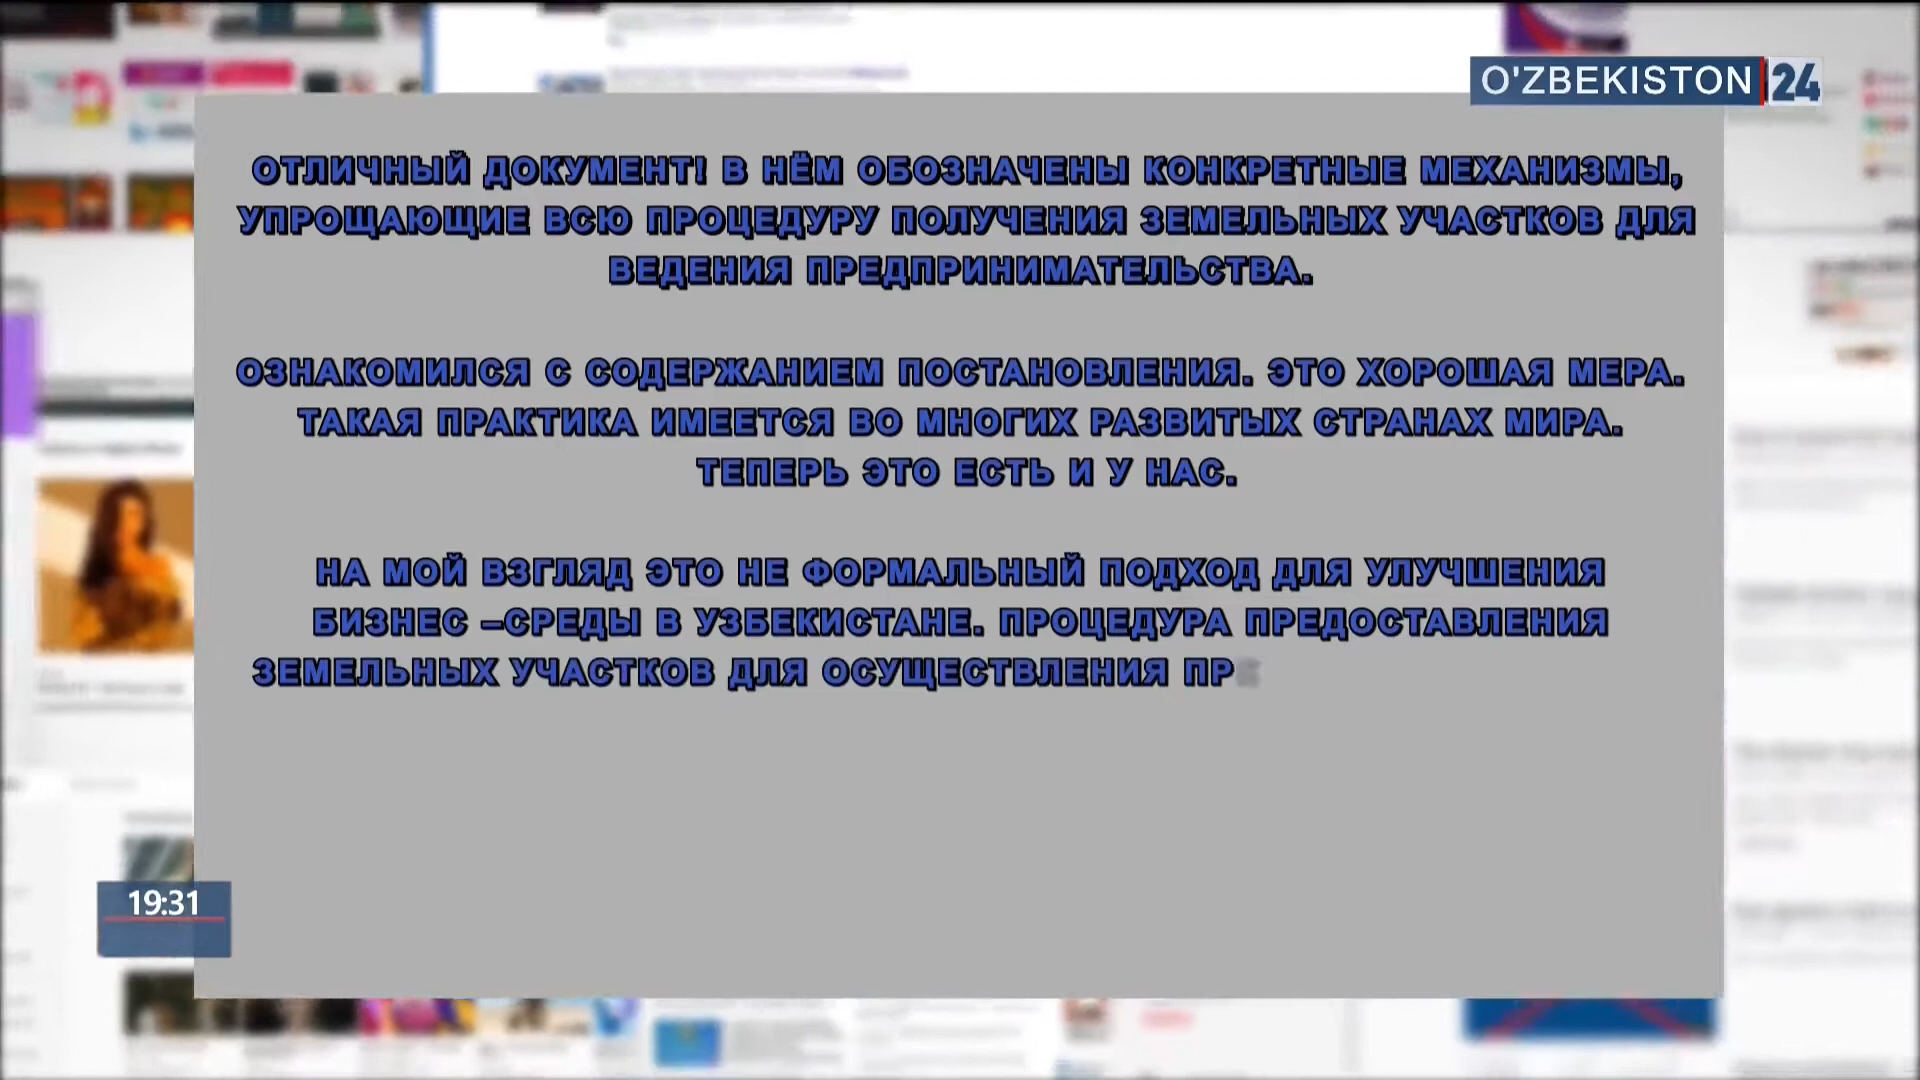 O'ZBEKISTON 24
ОТЛИЧНЫЙ ДОКУМЕНТ! В НЁМ ОБОЗНАЧЕНЫ КОНКРЕТНЫЕ МЕХАНИЗМЫ,
УПРОЩАЮЩИЕ ВСЮ ПРОЦЕДУРУ ПОЛУЧЕНИЯ ЗЕМЕЛЬНЫХ УЧАСТКОВ ДЛЯ
ВЕДЕНИЯ ПРЕДПРИНИМАТЕЛЬСТВА.
ОЗНАКОМИЛСЯ С СОДЕРЖАНИЕМ ПОСТАНОВЛЕНИЯ. ЭТО ХОРОШАЯ МЕРА.
ТАКАЯ ПРАКТИКА ИМЕЕТСЯ ВО МНОГИХ РАЗВИТЫХ СТРАНАХ МИРА.
ТЕПЕРЬ ЭТО ЕСТЬ И У НАС.
НА МОЙ ВЗГЛЯД ЭТО НЕ ФОРМАЛЬНЫЙ ПОДХОД ДЛЯ УЛУЧШЕНИЯ
БИЗНЕС –СРЕДЫ В УЗБЕКИСТАНЕ. ПРОЦЕДУРА ПРЕДОСТАВЛЕНИЯ
ЗЕМЕЛЬНЫХ УЧАСТКОВ ДЛЯ ОСУЩЕСТВЛЕНИЯ ПР
19:31